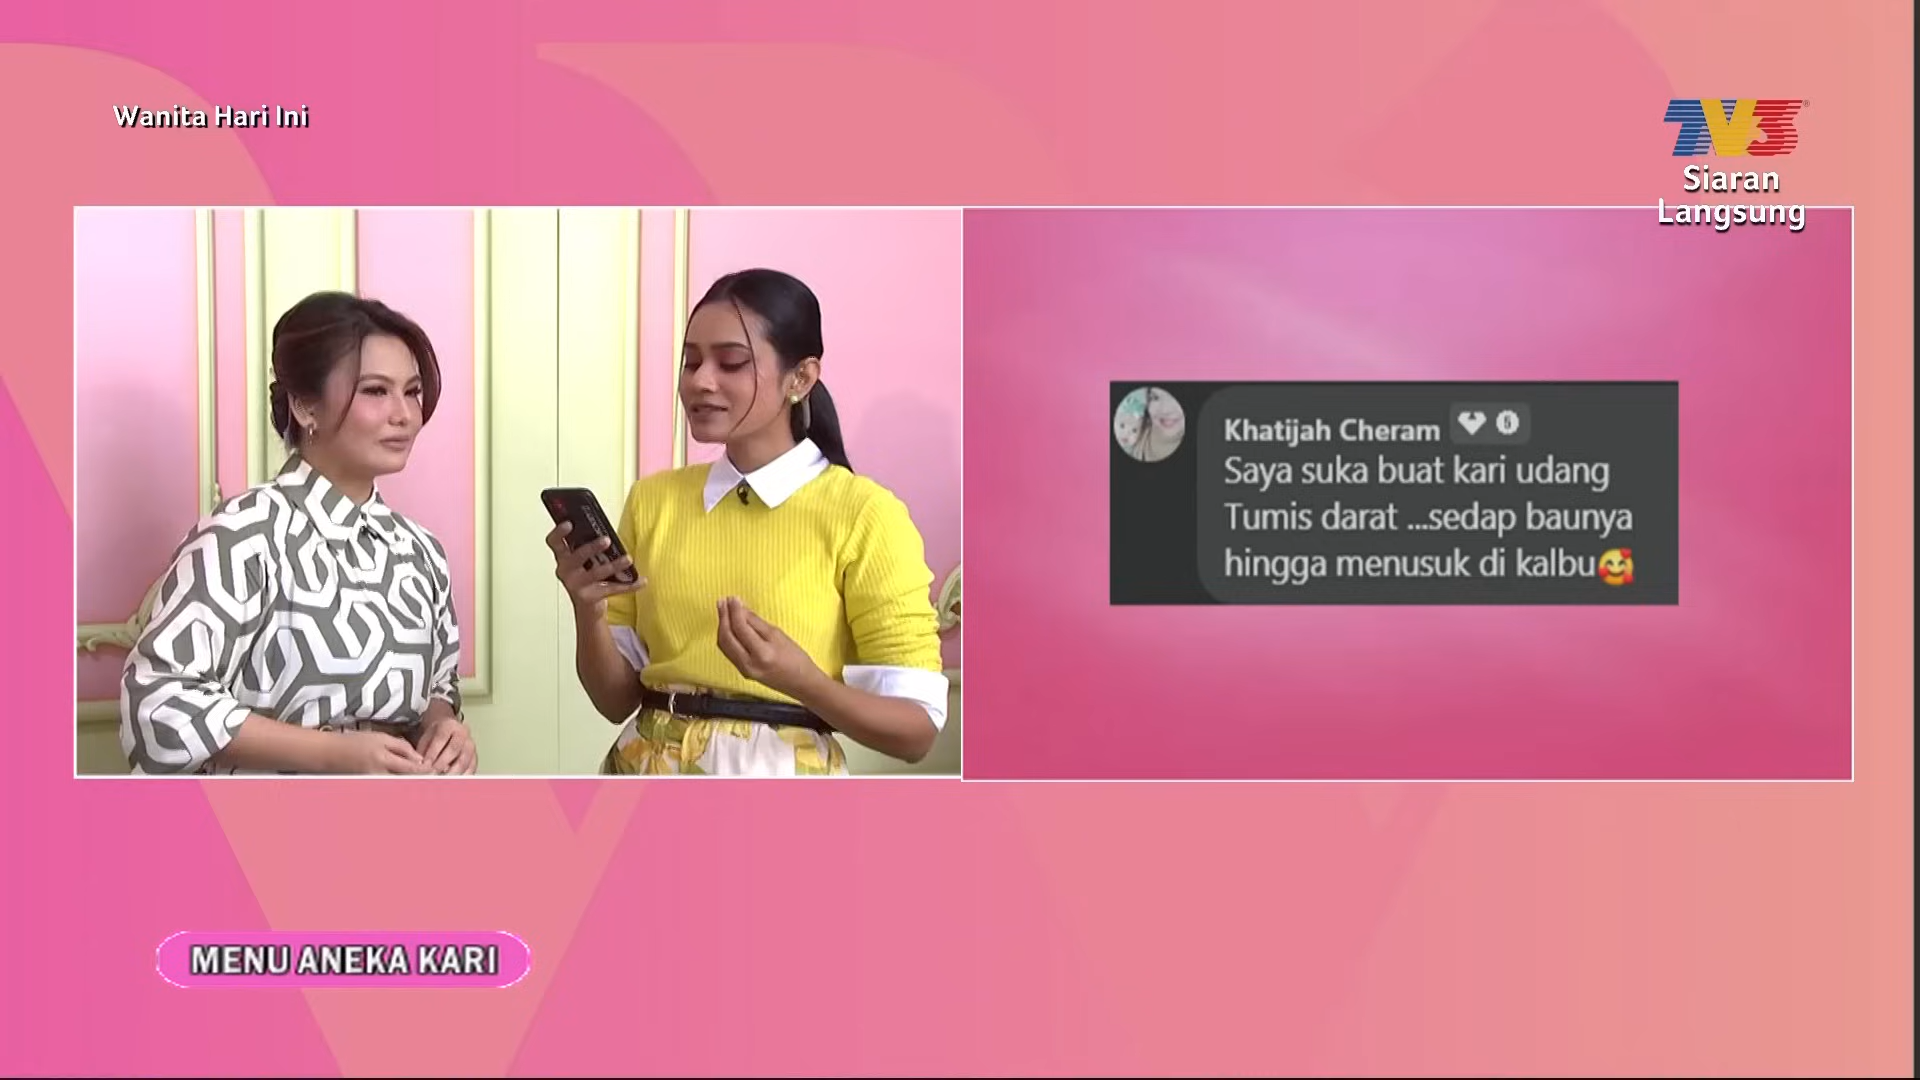 Wanita Hari Ini
TV3
Siaran
Langsung
Khatijah Cheram
Saya suka buat kari udang
Tumis darat ...sedap baunya
hingga menusuk di kalbu🥰
MENU ANEKA KARI